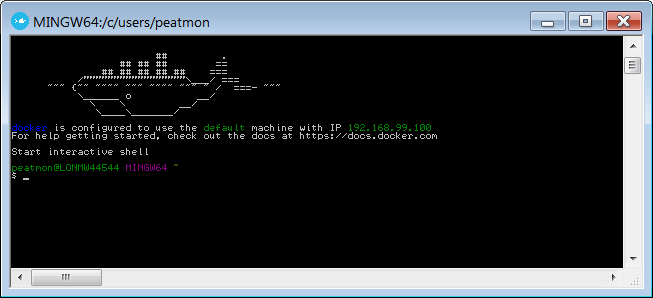 MINGW64:/c/users/peatmon
docker is configured to use the default machine with IP 192.168.99.100
For help getting started, check out the docs at https://docs.docker.com
Start interactive shell
peatmon@LONMW44544 MINGW64 ~
$ _